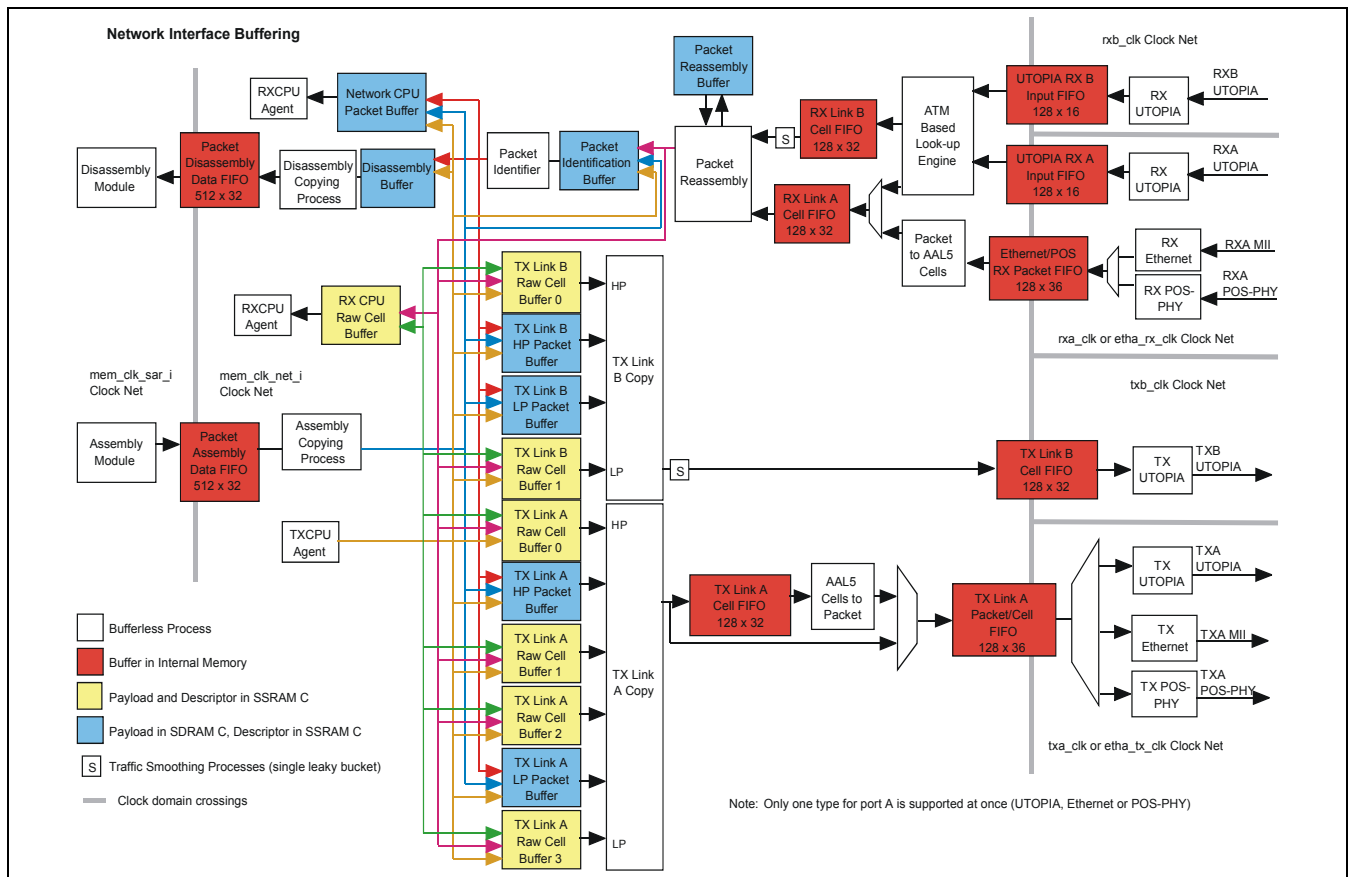 Network Interface Buffering
rxb_clk Clock Net
RXCPU
Agent
Network CPU
Packet Buffer
Packet
Reassembly
Buffer
ATM
Based
Look-up
Engine
UTOPIA RX B
Input FIFO
128 x 16
RX
UTOPIA
RXB
UTOPIA
RX Link B
Cell FIFO
128 x 32
S
Disassembly
Module
Packet
Disassembly
Data FIFO
512 x 32
Disassembly
Copying
Process
Disassembly
Buffer
Packet
Identifier
Packet
Identification
Buffer
Packet
Reassembly
RX Link A
Cell FIFO
128 x 32
UTOPIA RX A
Input FIFO
128 x 16
RX
UTOPIA
RXA
UTOPIA
Packet
to AAL5
Cells
Ethernet/POS
RX Packet FIFO
128 x 36
RX
Ethernet
RXA MII
RX POS-
PHY
RXA
POS-PHY
rxa_clk or etha_rx_clk Clock Net
RXCPU
Agent
RX CPU
Raw Cell
Buffer
TX Link B
Raw Cell
Buffer 0
HP
TX Link B
HP Packet
Buffer
TX Link
B Copy
TX Link B
LP Packet
Buffer
TX Link B
Raw Cell
Buffer 1
LP
S
mem_clk_sar_i
Clock Net
mem_clk_net_i
Clock Net
txb_clk Clock Net
Assembly
Module
Packet
Assembly
Data FIFO
512 x 32
Assembly
Copying
Process
TX Link B
Cell FIFO
128 x 32
TX
UTOPIA
TXB
UTOPIA
TXCPU
Agent
TX Link A
Raw Cell
Buffer 0
HP
TX Link A
HP Packet
Buffer
TX Link A
Raw Cell
Buffer 1
TX Link
A Copy
TX Link A
Raw Cell
Buffer 2
TX Link A
LP Packet
Buffer
TX Link A
Raw Cell
Buffer 3
LP
TX Link A
Cell FIFO
128 x 32
AAL5
Cells to
Packet
TX Link A
Packet/Cell
FIFO
128 x 36
TX
UTOPIA
TXA
UTOPIA
TX
Ethernet
TXA MII
TX POS-
PHY
TXA
POS-PHY
txa_clk or etha_tx_clk Clock Net
Bufferless Process
Buffer in Internal Memory
Payload and Descriptor in SSRAM C
Payload in SDRAM C, Descriptor in SSRAM C
S Traffic Smoothing Processes (single leaky bucket)
Clock domain crossings
Note: Only one type for port A is supported at once (UTOPIA, Ethernet or POS-PHY)